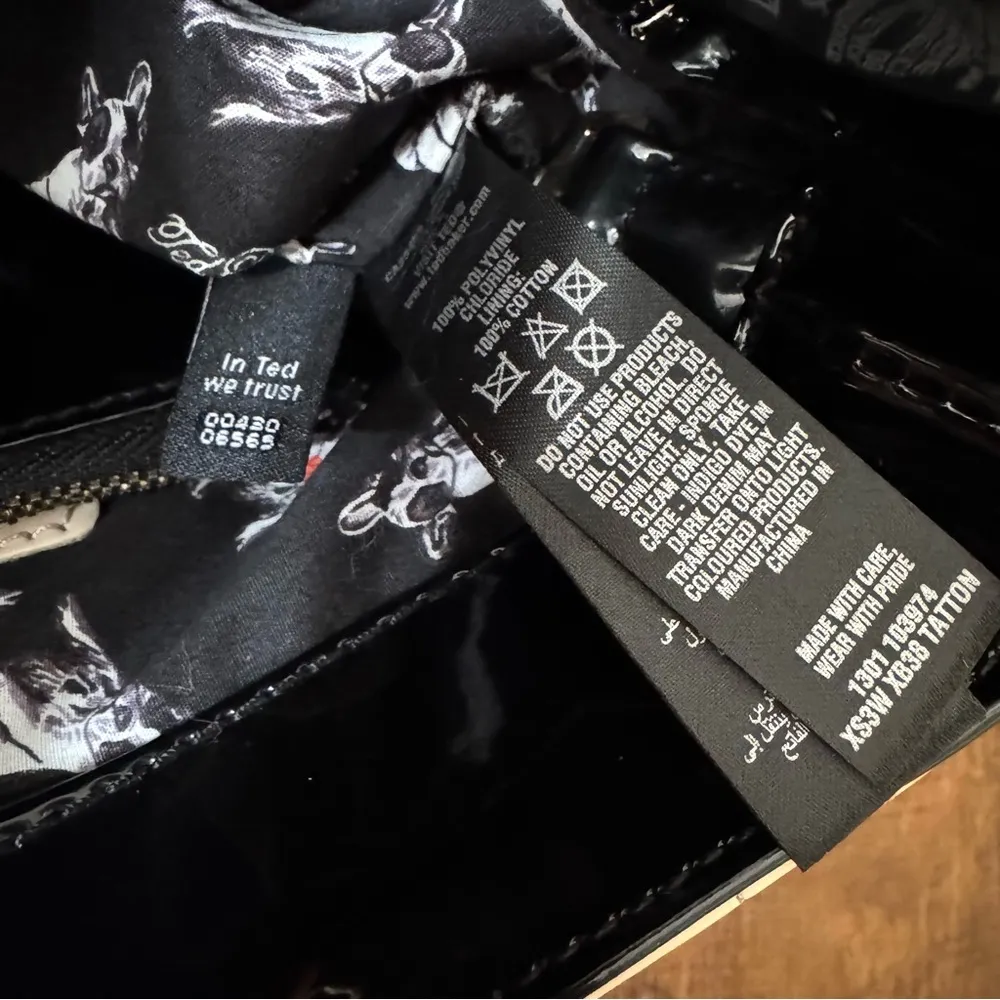 Ted
In Ted
we trust
00430
06565
www.tedbaker.com
100% POLYVINYL
CHLORIDE
LINING:
100% COTTON
DO NOT USE PRODUCTS
CONTAINING BLEACH,
OIL OR ALCOHOL. DO
NOT LEAVE IN DIRECT
SUNLIGHT. SPONGE
CLEAN ONLY. TAKE
CARE - INDIGO DYE IN
DARK DENIM MAY
TRANSFER ONTO LIGHT
COLOURED PRODUCTS.
MANUFACTURED IN
CHINA
MADE WITH CARE,
WEAR WITH PRIDE
1301 103974
XS3W XB38 TATTON